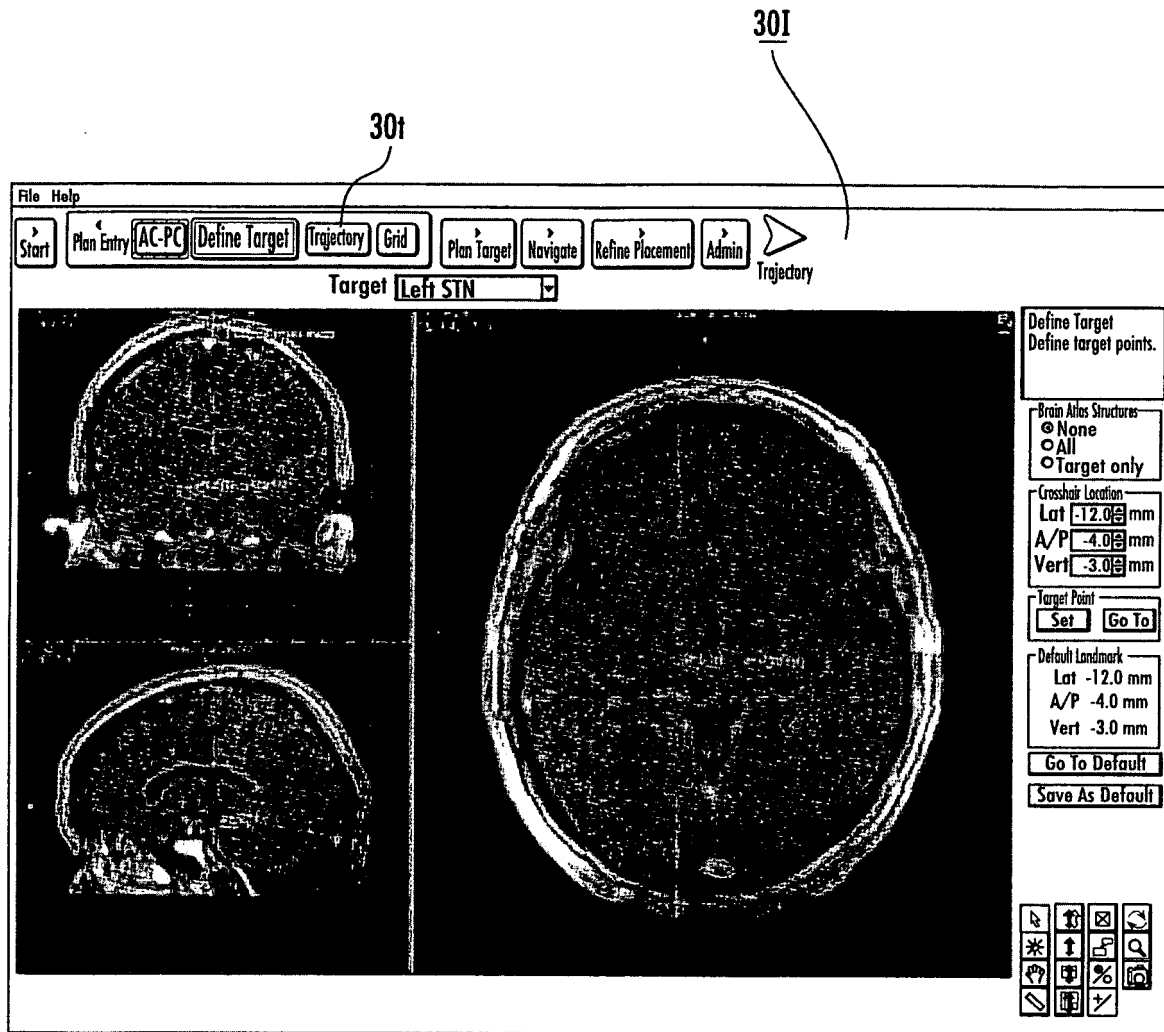 30I
30t
File Help
Start
Plan Entry AC-PC Define Target Trajectory Grid
Plan Target
Navigate
Refine Placement
Admin
Trajectory
Target Left STN
Define Target
Define target points.
Brain Atlas Structures
None
All
Target only
Crosshair Location
Lat -12.0 mm
A/P -4.0 mm
Vert -3.0 mm
Target Point
Set Go To
Default Landmark
Lat -12.0 mm
A/P -4.0 mm
Vert -3.0 mm
Go To Default
Save As Default